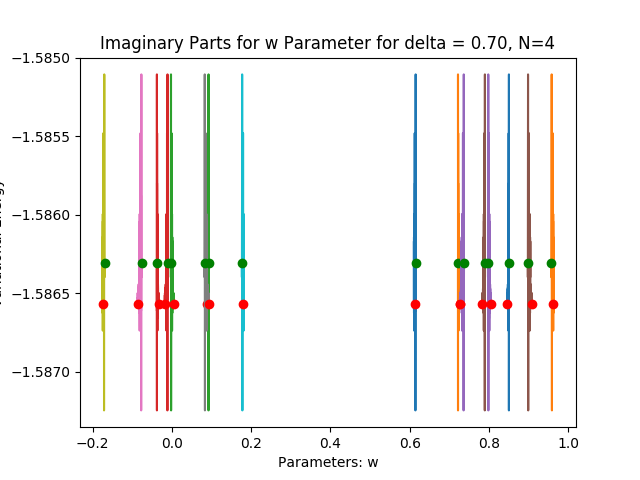 Imaginary Parts for w Parameter for delta = 0.70, N=4
−1.5850
−1.5855
−1.5860
−1.5865
−1.5870
−0.2 0.0 0.2 0.4 0.6 0.8 1.0
Parameters: w